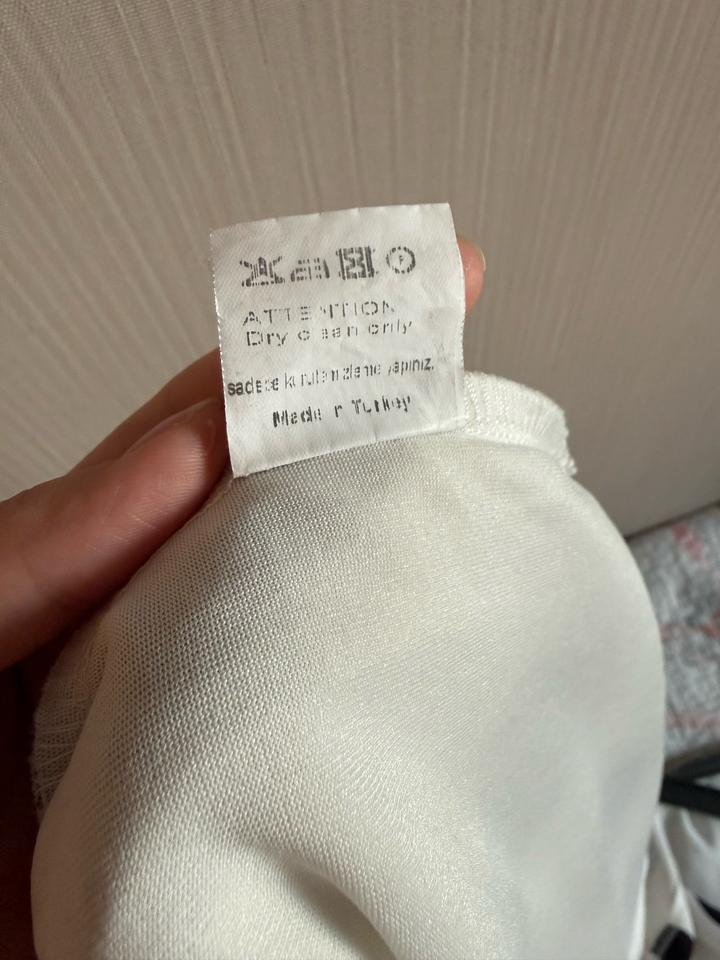 ATTENTION
Dry clean only
sadece kuru temizleme yapınız.
Made in Turkey